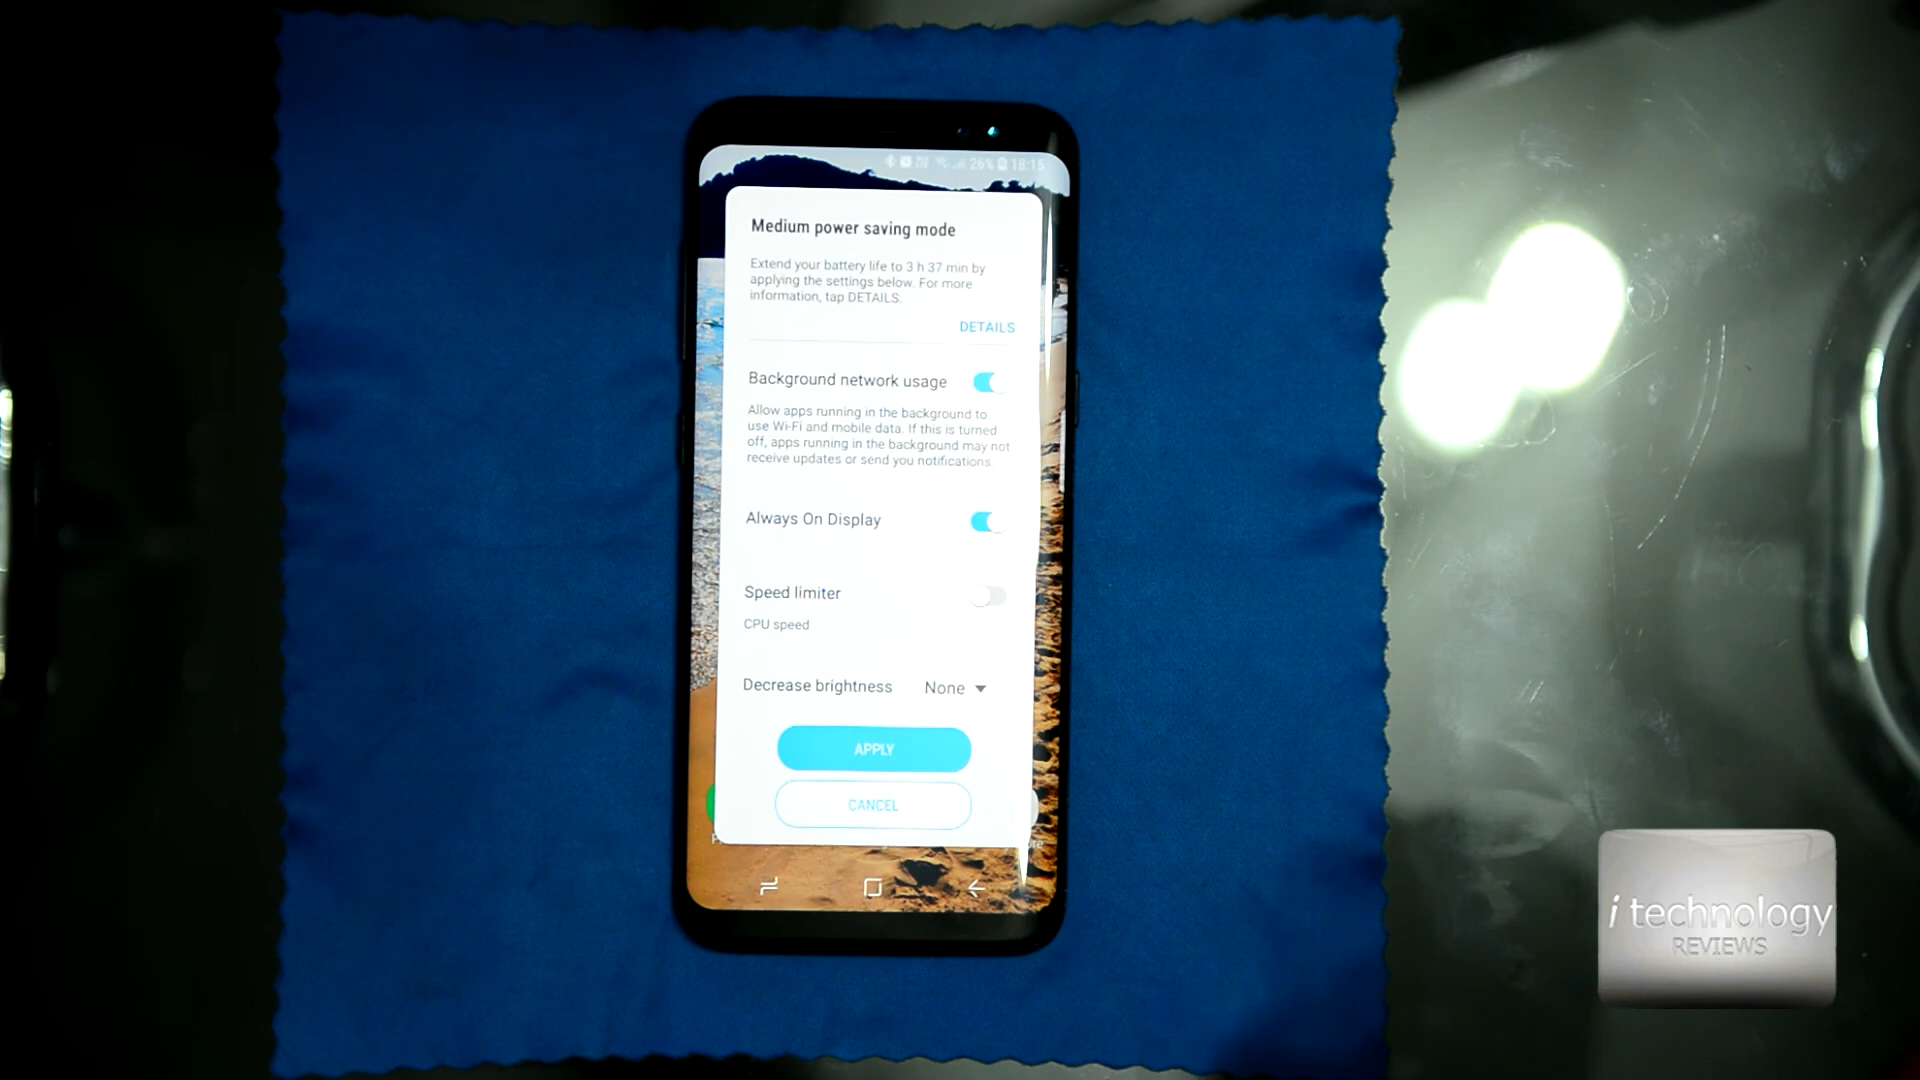 26% 16:15
Medium power saving mode
Extend your battery life to 3 h 37 min by
applying the settings below. For more
information, tap DETAILS.
DETAILS
Background network usage
Allow apps running in the background to
use Wi-Fi and mobile data. If this is turned
off, apps running in the background may not
receive updates or send you notifications.
Always On Display
Speed limiter
CPU speed
Decrease brightness None
APPLY
CANCEL
i technology
REVIEWS